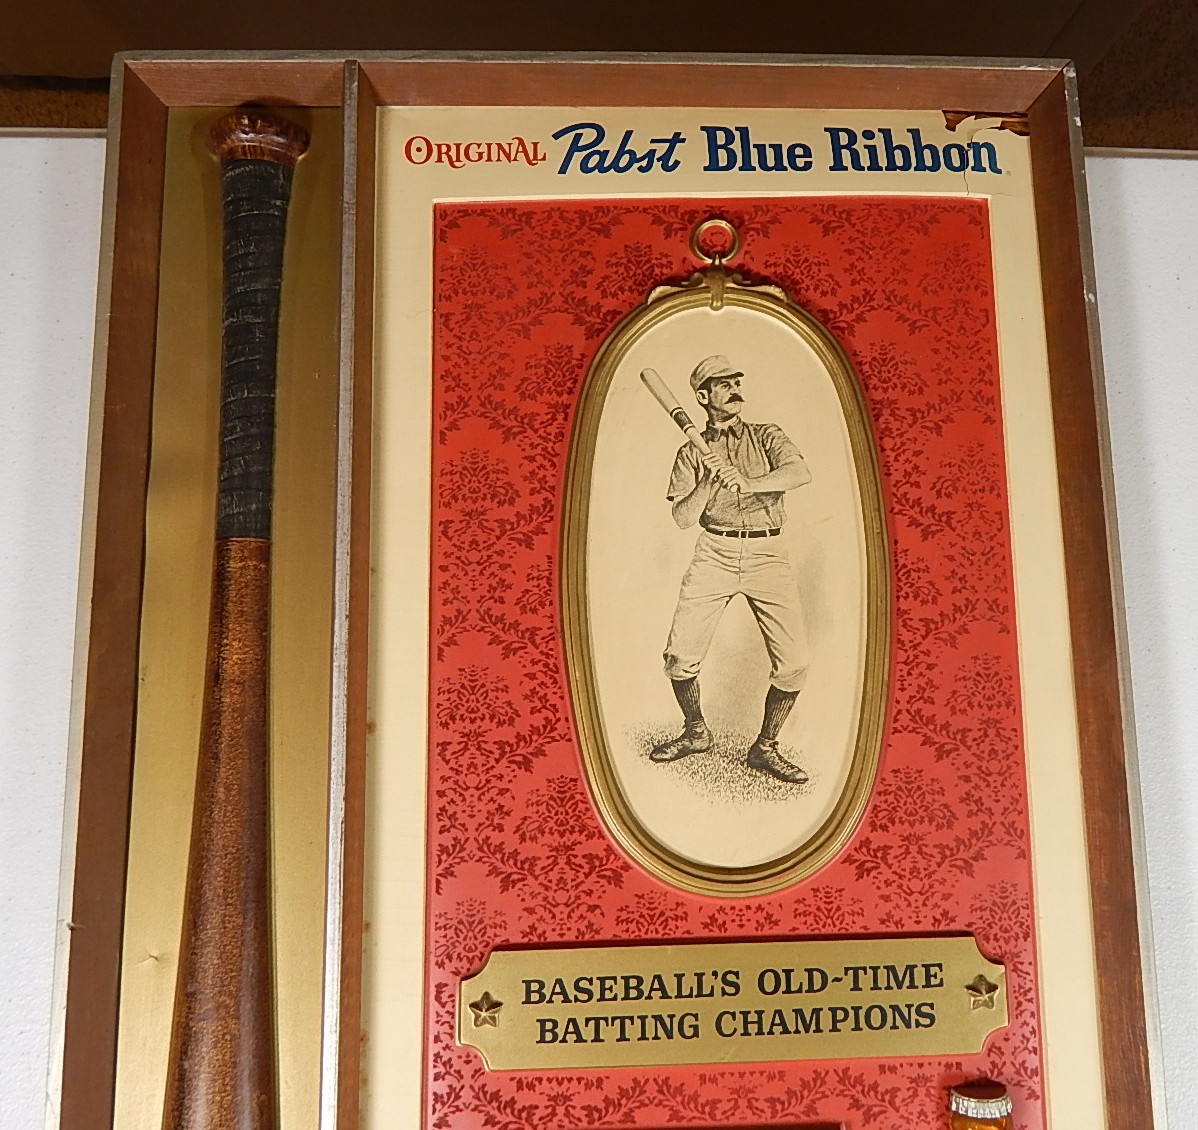 ORIGINAL Pabst Blue Ribbon
BASEBALL'S OLD-TIME
BATTING CHAMPIONS